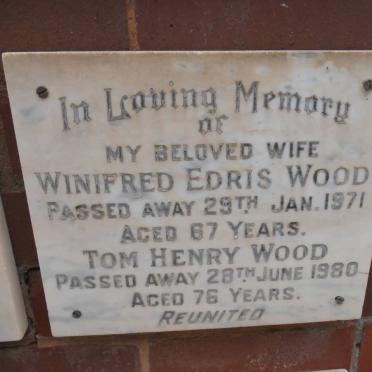 In Loving Memory
of
MY BELOVED WIFE
WINIFRED EDRIS WOOD
PASSED AWAY 29TH JAN. 1971
AGED 67 YEARS.
TOM HENRY WOOD
PASSED AWAY 28TH JUNE 1980
AGED 76 YEARS.
REUNITED